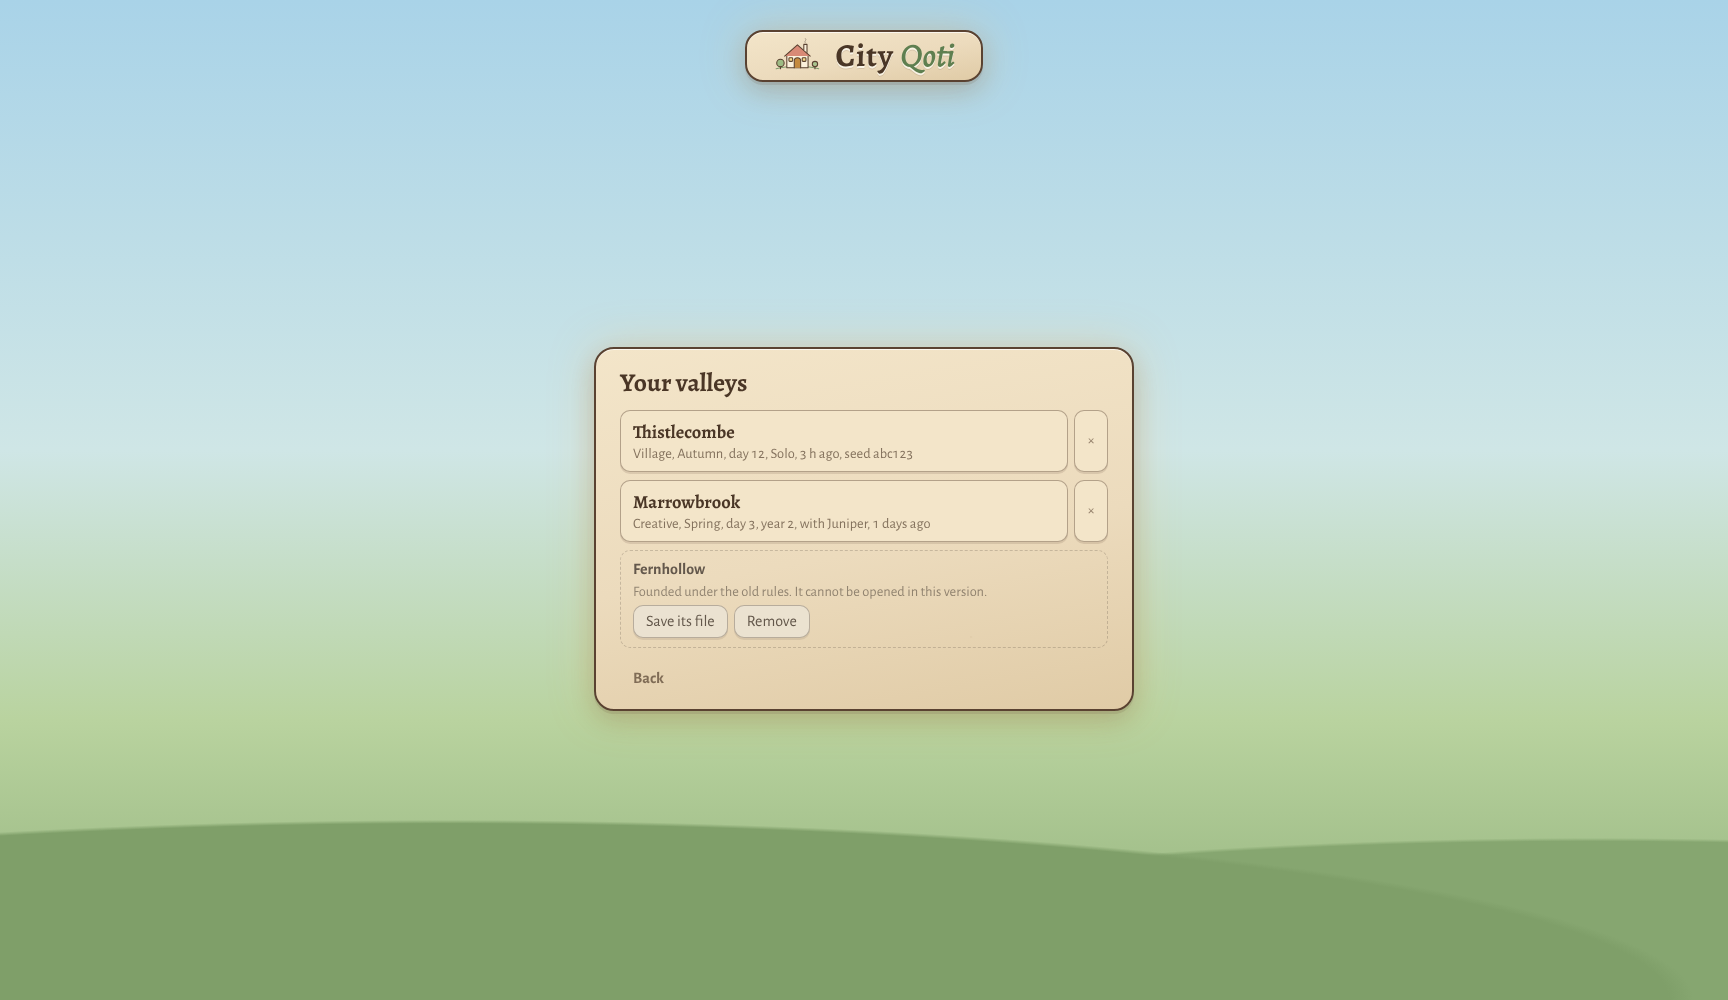 City Qoti
Your valleys
Thistlecombe
Village, Autumn, day 12, Solo, 3 h ago, seed abc123
×
Marrowbrook
Creative, Spring, day 3, year 2, with Juniper, 1 days ago
×
Fernhollow
Founded under the old rules. It cannot be opened in this version.
Save its file
Remove
Back